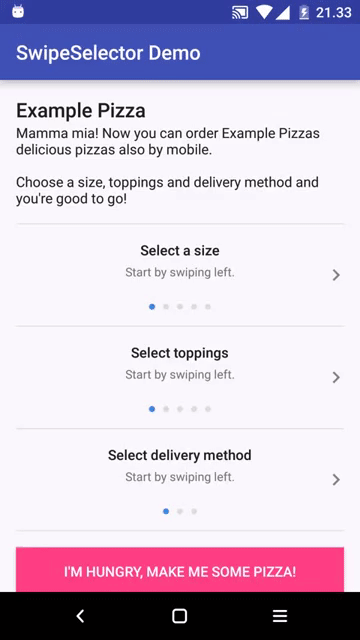 21.33
SwipeSelector Demo
Example Pizza
Mamma mia! Now you can order Example Pizzas
delicious pizzas also by mobile.
Choose a size, toppings and delivery method and
you're good to go!
Select a size
Start by swiping left.
Select toppings
Start by swiping left.
Select delivery method
Start by swiping left.
I'M HUNGRY, MAKE ME SOME PIZZA!